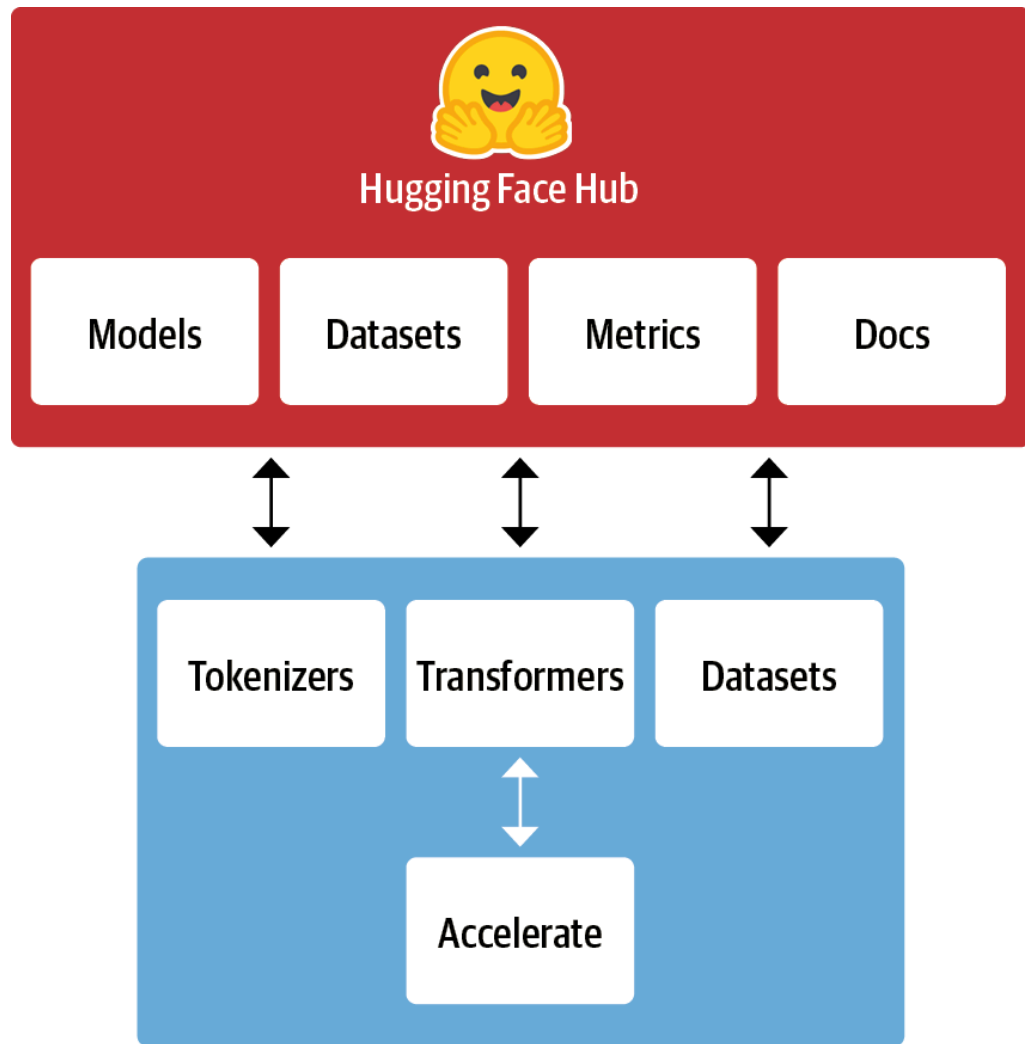 Hugging Face Hub
Models
Datasets
Metrics
Docs
Tokenizers
Transformers
Datasets
Accelerate